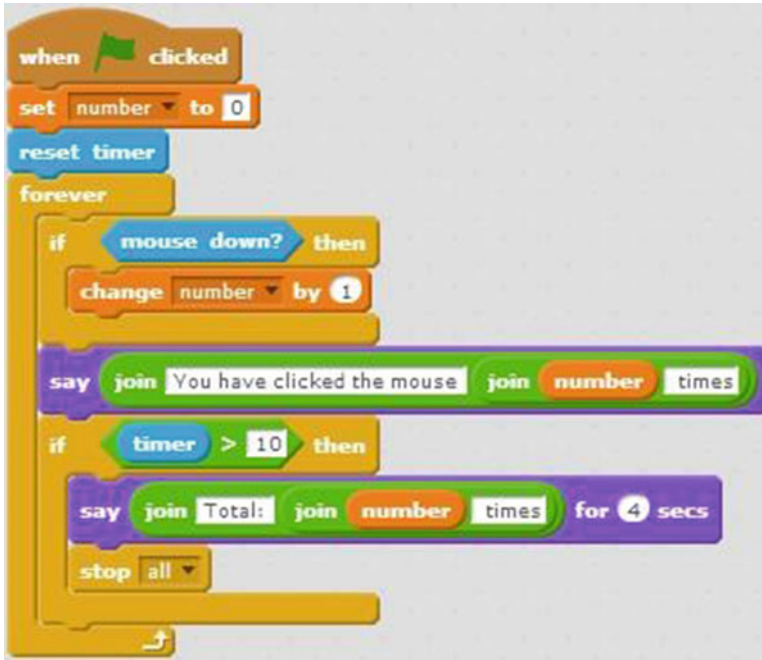 when clicked
set number to 0
reset timer
forever
if mouse down? then
change number by 1
say join You have clicked the mouse join number times
if timer > 10 then
say join Total: join number times for 4 secs
stop all